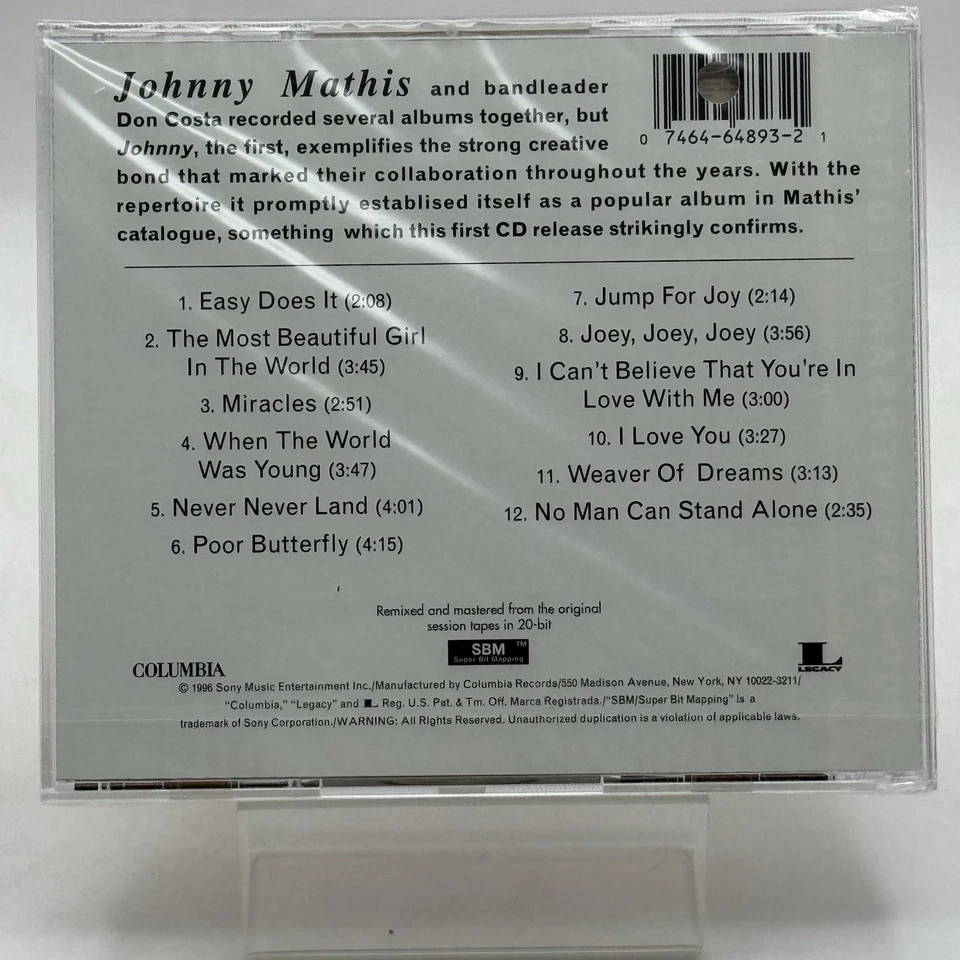 Johnny Mathis and bandleader
Don Costa recorded several albums together, but
Johnny, the first, exemplifies the strong creative
bond that marked their collaboration throughout the years. With the
repertoire it promptly establised itself as a popular album in Mathis'
catalogue, something which this first CD release strikingly confirms.
0 7464-64893-2 1
1. Easy Does It (2:08)
2. The Most Beautiful Girl
In The World (3:45)
3. Miracles (2:51)
4. When The World
Was Young (3:47)
5. Never Never Land (4:01)
6. Poor Butterfly (4:15)
7. Jump For Joy (2:14)
8. Joey, Joey, Joey (3:56)
9. I Can't Believe That You're In
Love With Me (3:00)
10. I Love You (3:27)
11. Weaver Of Dreams (3:13)
12. No Man Can Stand Alone (2:35)
Remixed and mastered from the original
session tapes in 20-bit
SBM TM
Super Bit Mapping
COLUMBIA
L
LEGACY
© 1996 Sony Music Entertainment Inc./Manufactured by Columbia Records/550 Madison Avenue, New York, NY 10022-3211/
"Columbia," "Legacy" and L Reg. U.S. Pat. & Tm. Off. Marca Registrada./"SBM/Super Bit Mapping" is a
trademark of Sony Corporation./WARNING: All Rights Reserved. Unauthorized duplication is a violation of applicable laws.